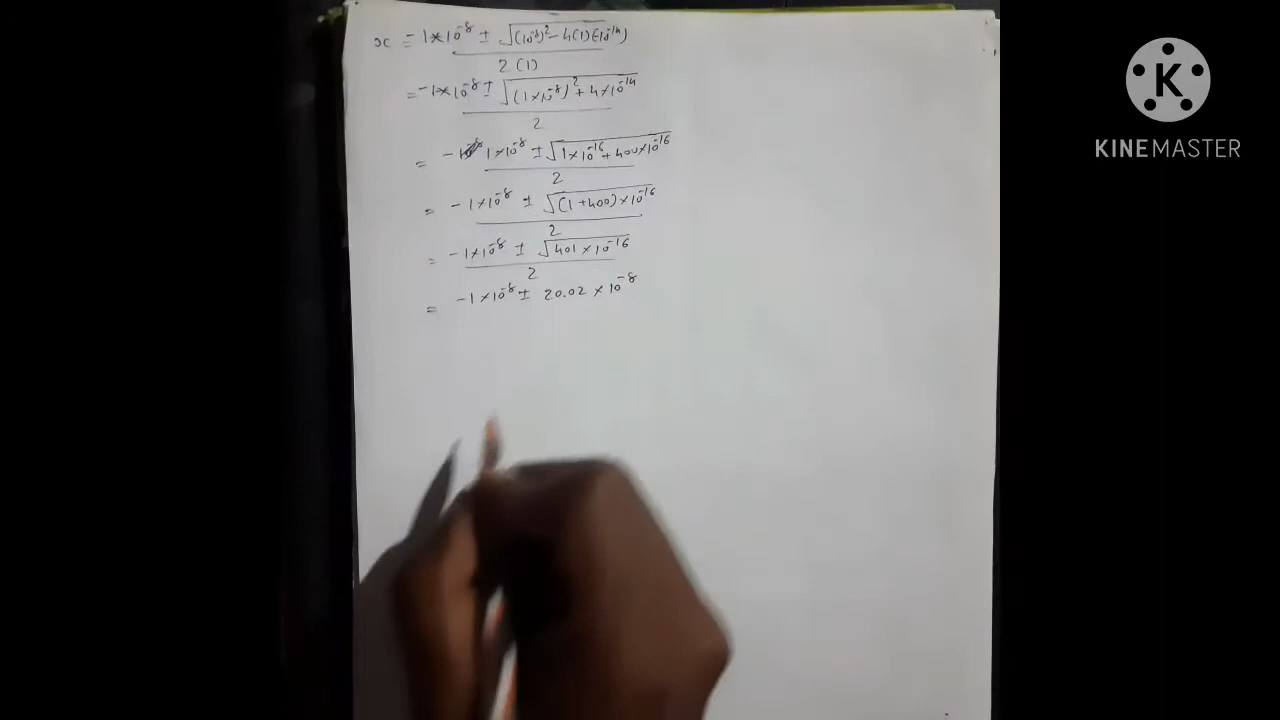 x = -1×10⁻⁸ ± √(10⁻⁸)² - 4(1)(-10⁻¹⁴)
2 (1)
= -1×10⁻⁸ ± √(1×10⁻⁸)² + 4×10⁻¹⁴
2
= - 1×10⁻⁸ ± √1×10⁻¹⁶ + 400×10⁻¹⁶
2
= -1×10⁻⁸ ± √(1+400)×10⁻¹⁶
2
= -1×10⁻⁸ ± √401×10⁻¹⁶
2
= -1×10⁻⁸ ± 20.02×10⁻⁸
K
KINEMASTER